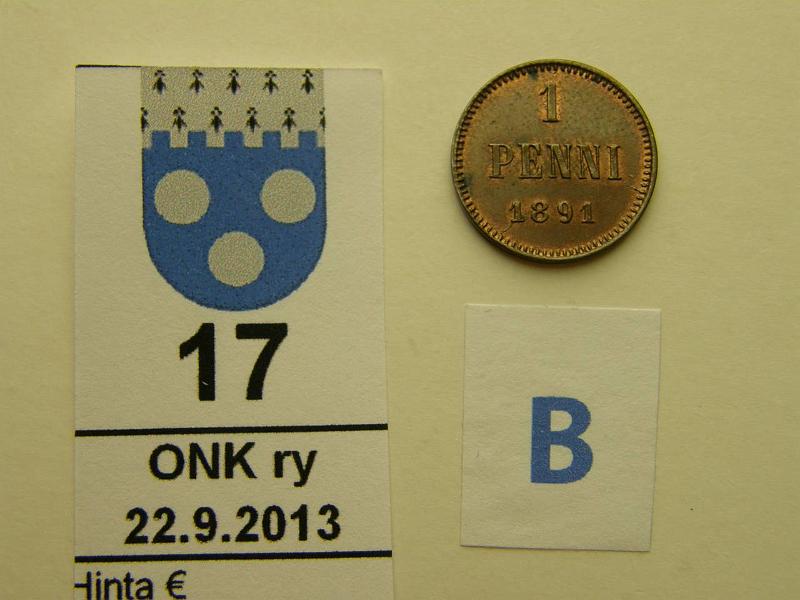 17
ONK ry
22.9.2013
Hinta €
1
PENNI
1891
B